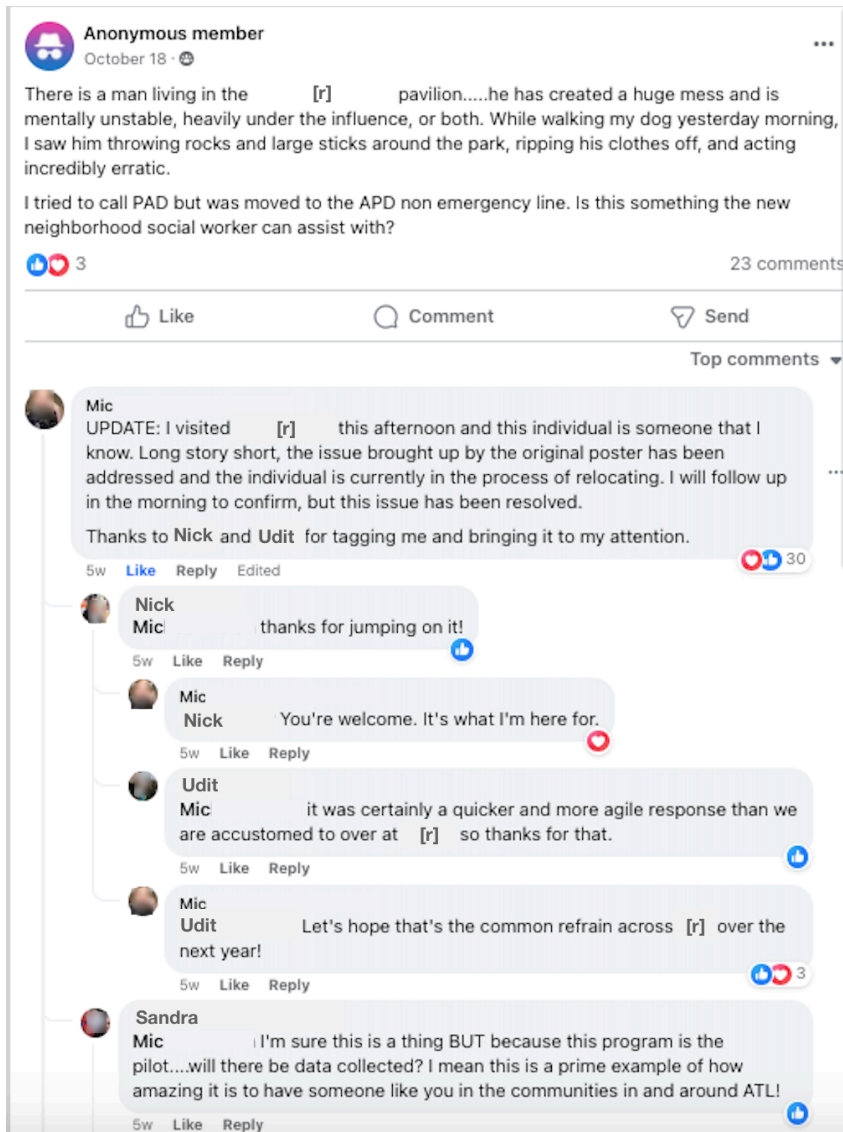 Anonymous member
October 18 ·
There is a man living in the [r] pavilion.....he has created a huge mess and is
mentally unstable, heavily under the influence, or both. While walking my dog yesterday morning,
I saw him throwing rocks and large sticks around the park, ripping his clothes off, and acting
incredibly erratic.
I tried to call PAD but was moved to the APD non emergency line. Is this something the new
neighborhood social worker can assist with?
3
23 comments
Like Comment Send
Top comments
Mic
UPDATE: I visited [r] this afternoon and this individual is someone that I
know. Long story short, the issue brought up by the original poster has been
addressed and the individual is currently in the process of relocating. I will follow up
in the morning to confirm, but this issue has been resolved.
Thanks to Nick and Udit for tagging me and bringing it to my attention.
30
5w Like Reply Edited
Nick
Mic thanks for jumping on it!
5w Like Reply
Mic
Nick You're welcome. It's what I'm here for.
5w Like Reply
Udit
Mic it was certainly a quicker and more agile response than we
are accustomed to over at [r] so thanks for that.
5w Like Reply
Mic
Udit Let's hope that's the common refrain across [r] over the
next year!
3
5w Like Reply
Sandra
Mic I'm sure this is a thing BUT because this program is the
pilot....will there be data collected? I mean this is a prime example of how
amazing it is to have someone like you in the communities in and around ATL!
5w Like Reply